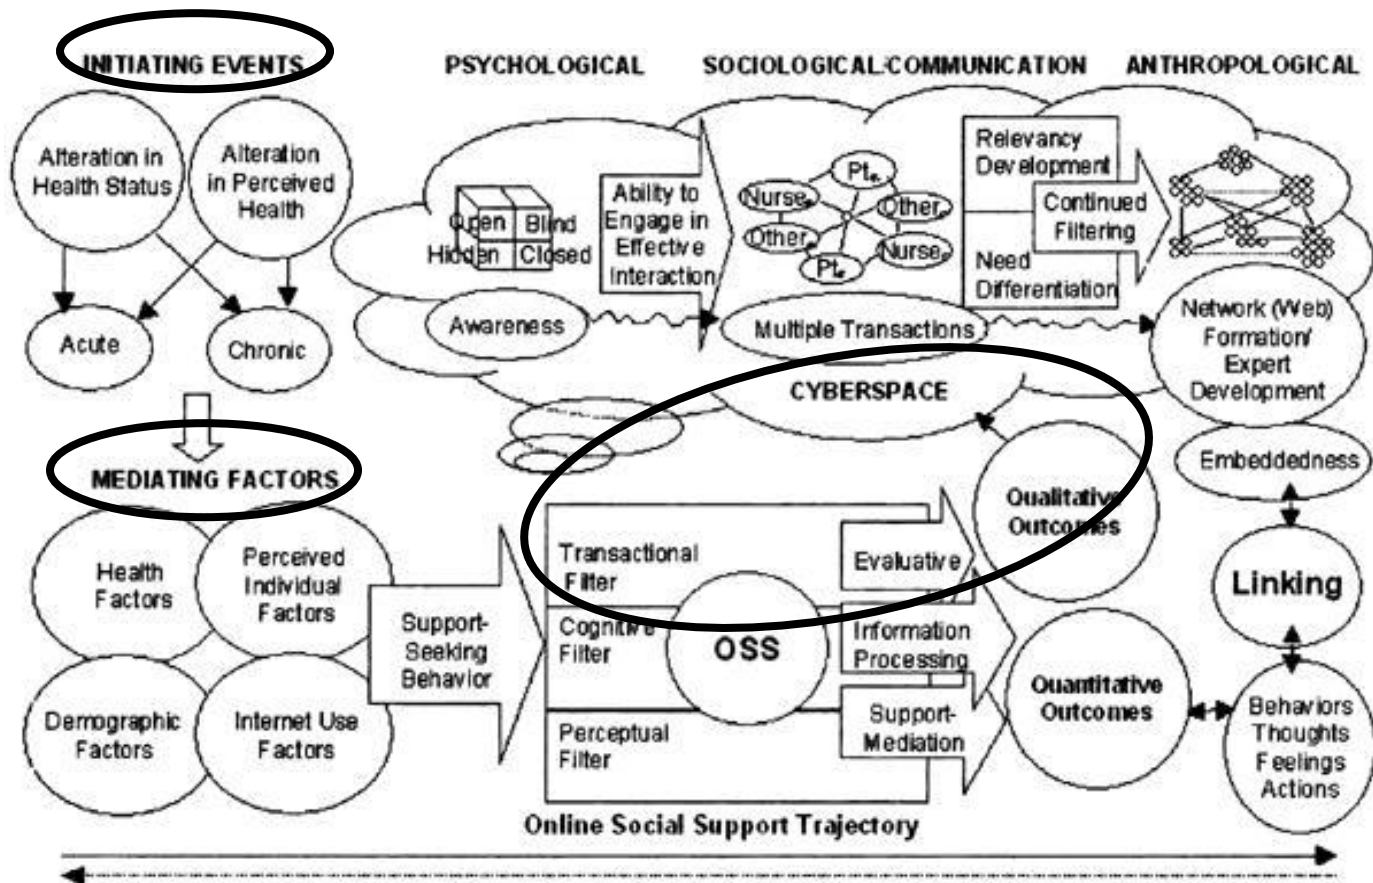 INITIATING EVENTS
PSYCHOLOGICAL
SOCIOLOGICAL/COMMUNICATION
ANTHROPOLOGICAL
Alteration in
Health Status
Alteration
in Perceived
Health
Acute
Chronic
Open Blind
Hidden Closed
Awareness
Ability to
Engage in
Effective
Interaction
Pt.
Nurse
Other
Other
Nurse
Pt.
Multiple Transactions
CYBERSPACE
Relevancy
Development
Need
Differentiation
Continued
Filtering
Network (Web)
Formation/
Expert
Development
Embeddedness
Linking
Behaviors
Thoughts
Feelings
Actions
MEDIATING FACTORS
Health
Factors
Perceived
Individual
Factors
Demographic
Factors
Internet Use
Factors
Support-
Seeking
Behavior
Transactional
Filter
Cognitive
Filter
Perceptual
Filter
OSS
Evaluative
Information
Processing
Support-
Mediation
Qualitative
Outcomes
Quantitative
Outcomes
Online Social Support Trajectory